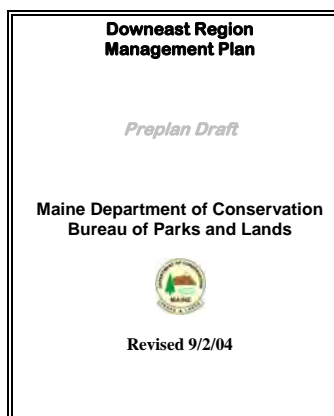 Downeast Region
Management Plan
Preplan Draft
Maine Department of Conservation
Bureau of Parks and Lands
MAINE
Revised 9/2/04